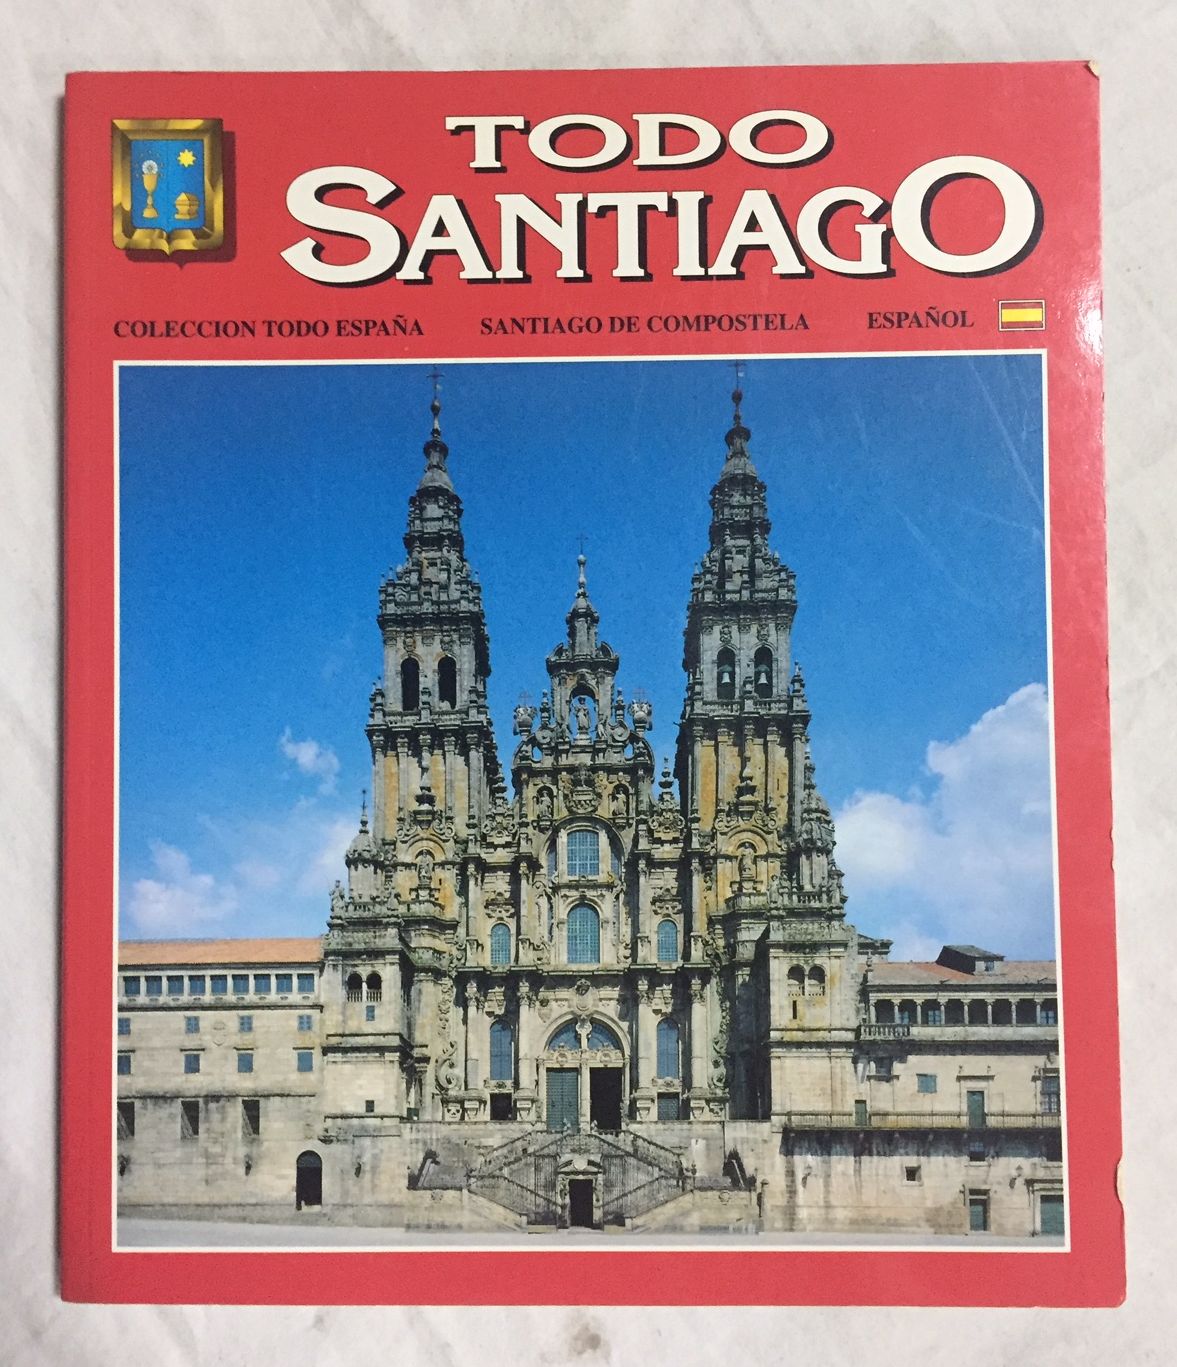 TODO
SANTIAGO
COLECCION TODO ESPAÑA SANTIAGO DE COMPOSTELA ESPAÑOL